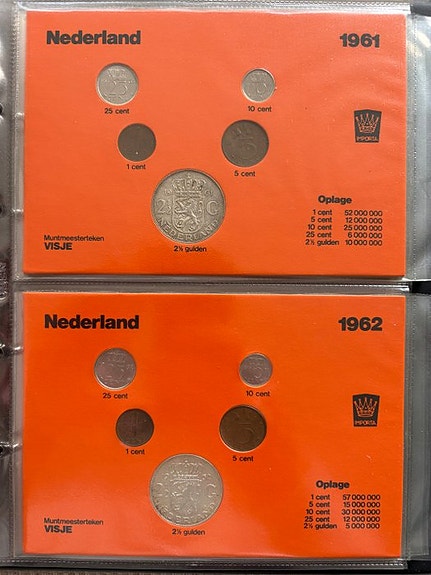 Nederland 1961
25 cent
10 cent
1 cent
5 cent
IMPORTA
2½ G
NEDERLAND
2½ gulden
Muntmeesterteken
VISJE
Oplage
1 cent 52 000 000
5 cent 12 000 000
10 cent 25 000 000
25 cent 6 000 000
2½ gulden 10 000 000
Nederland 1962
25 cent
10 cent
1 cent
5 cent
IMPORTA
2½ gulden
Muntmeesterteken
VISJE
Oplage
1 cent 57 000 000
5 cent 15 000 000
10 cent 30 000 000
25 cent 12 000 000
2½ gulden 5 000 000